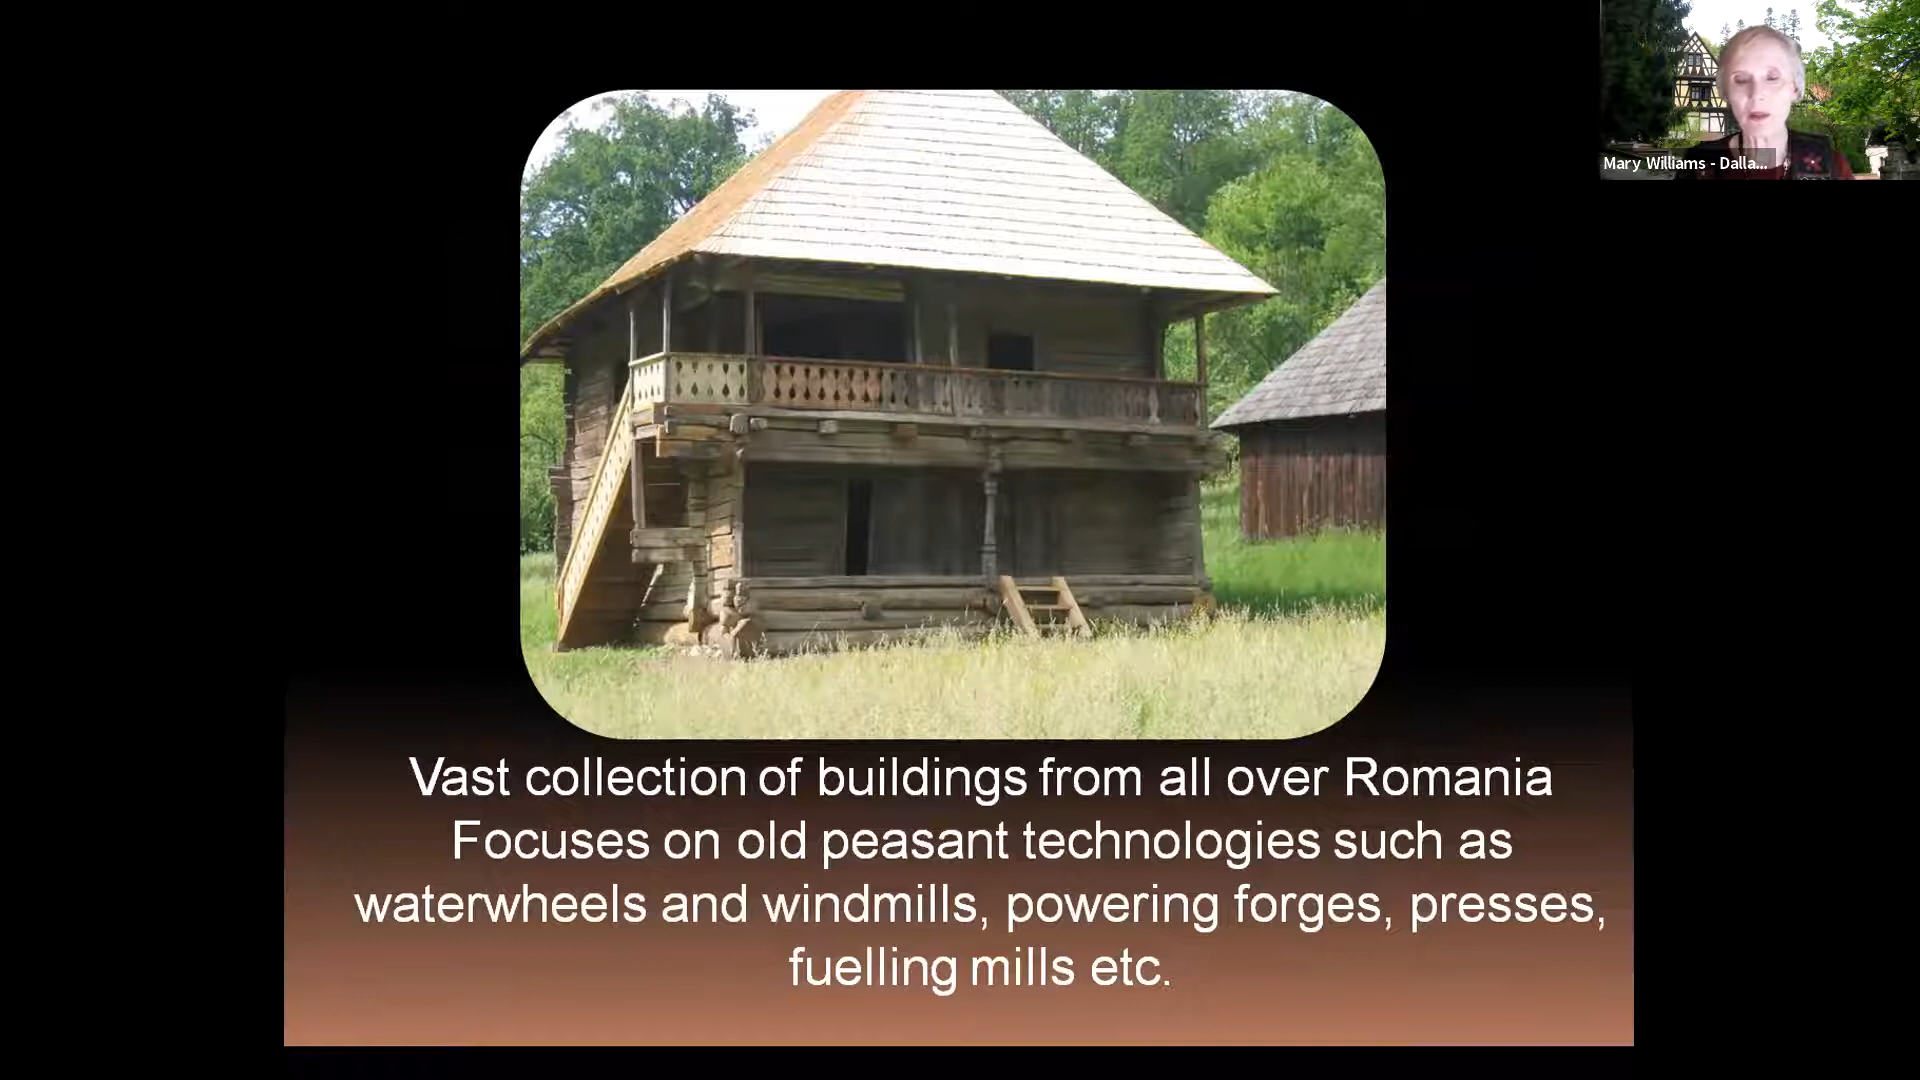 Mary Williams - Dalla...
Vast collection of buildings from all over Romania
Focuses on old peasant technologies such as
waterwheels and windmills, powering forges, presses,
fuelling mills etc.